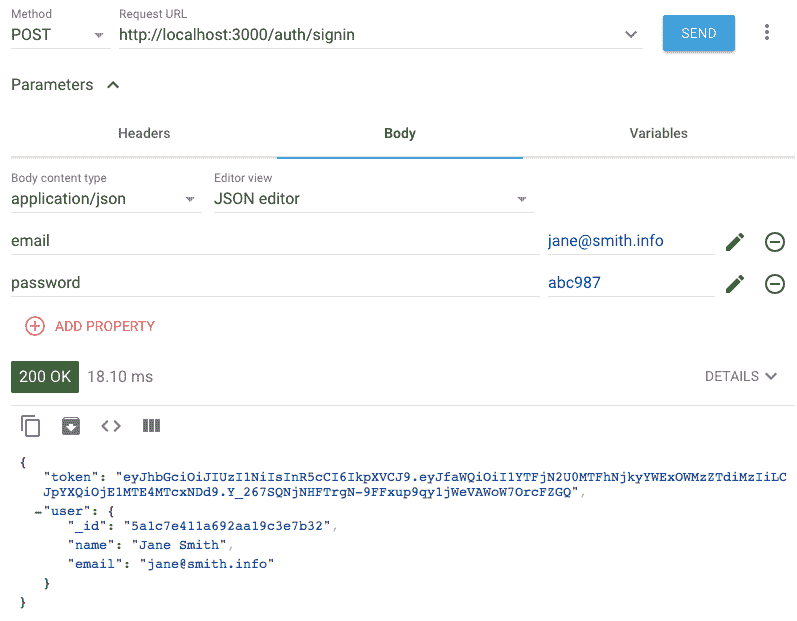 Method
Request URL
POST
http://localhost:3000/auth/signin
SEND
Parameters
Headers
Body
Variables
Body content type
Editor view
application/json
JSON editor
email
jane@smith.info
password
abc987
ADD PROPERTY
200 OK
18.10 ms
DETAILS
{
"token": "eyJhbGciOiJIUzI1NiIsInR5cCI6IkpXVCJ9.eyJfaWQiOiI1YTFjN2U0MTFhNjkyYWExOWMzZTdiMzIiLC
JpYXQiOjE1MTE4MTcxNDd9.Y_267SQNjNHFTrgN-9FFxup9qy1jWeVAWoW7OrcFZGQ",
"user": {
"_id": "5a1c7e411a692aa19c3e7b32",
"name": "Jane Smith",
"email": "jane@smith.info"
}
}